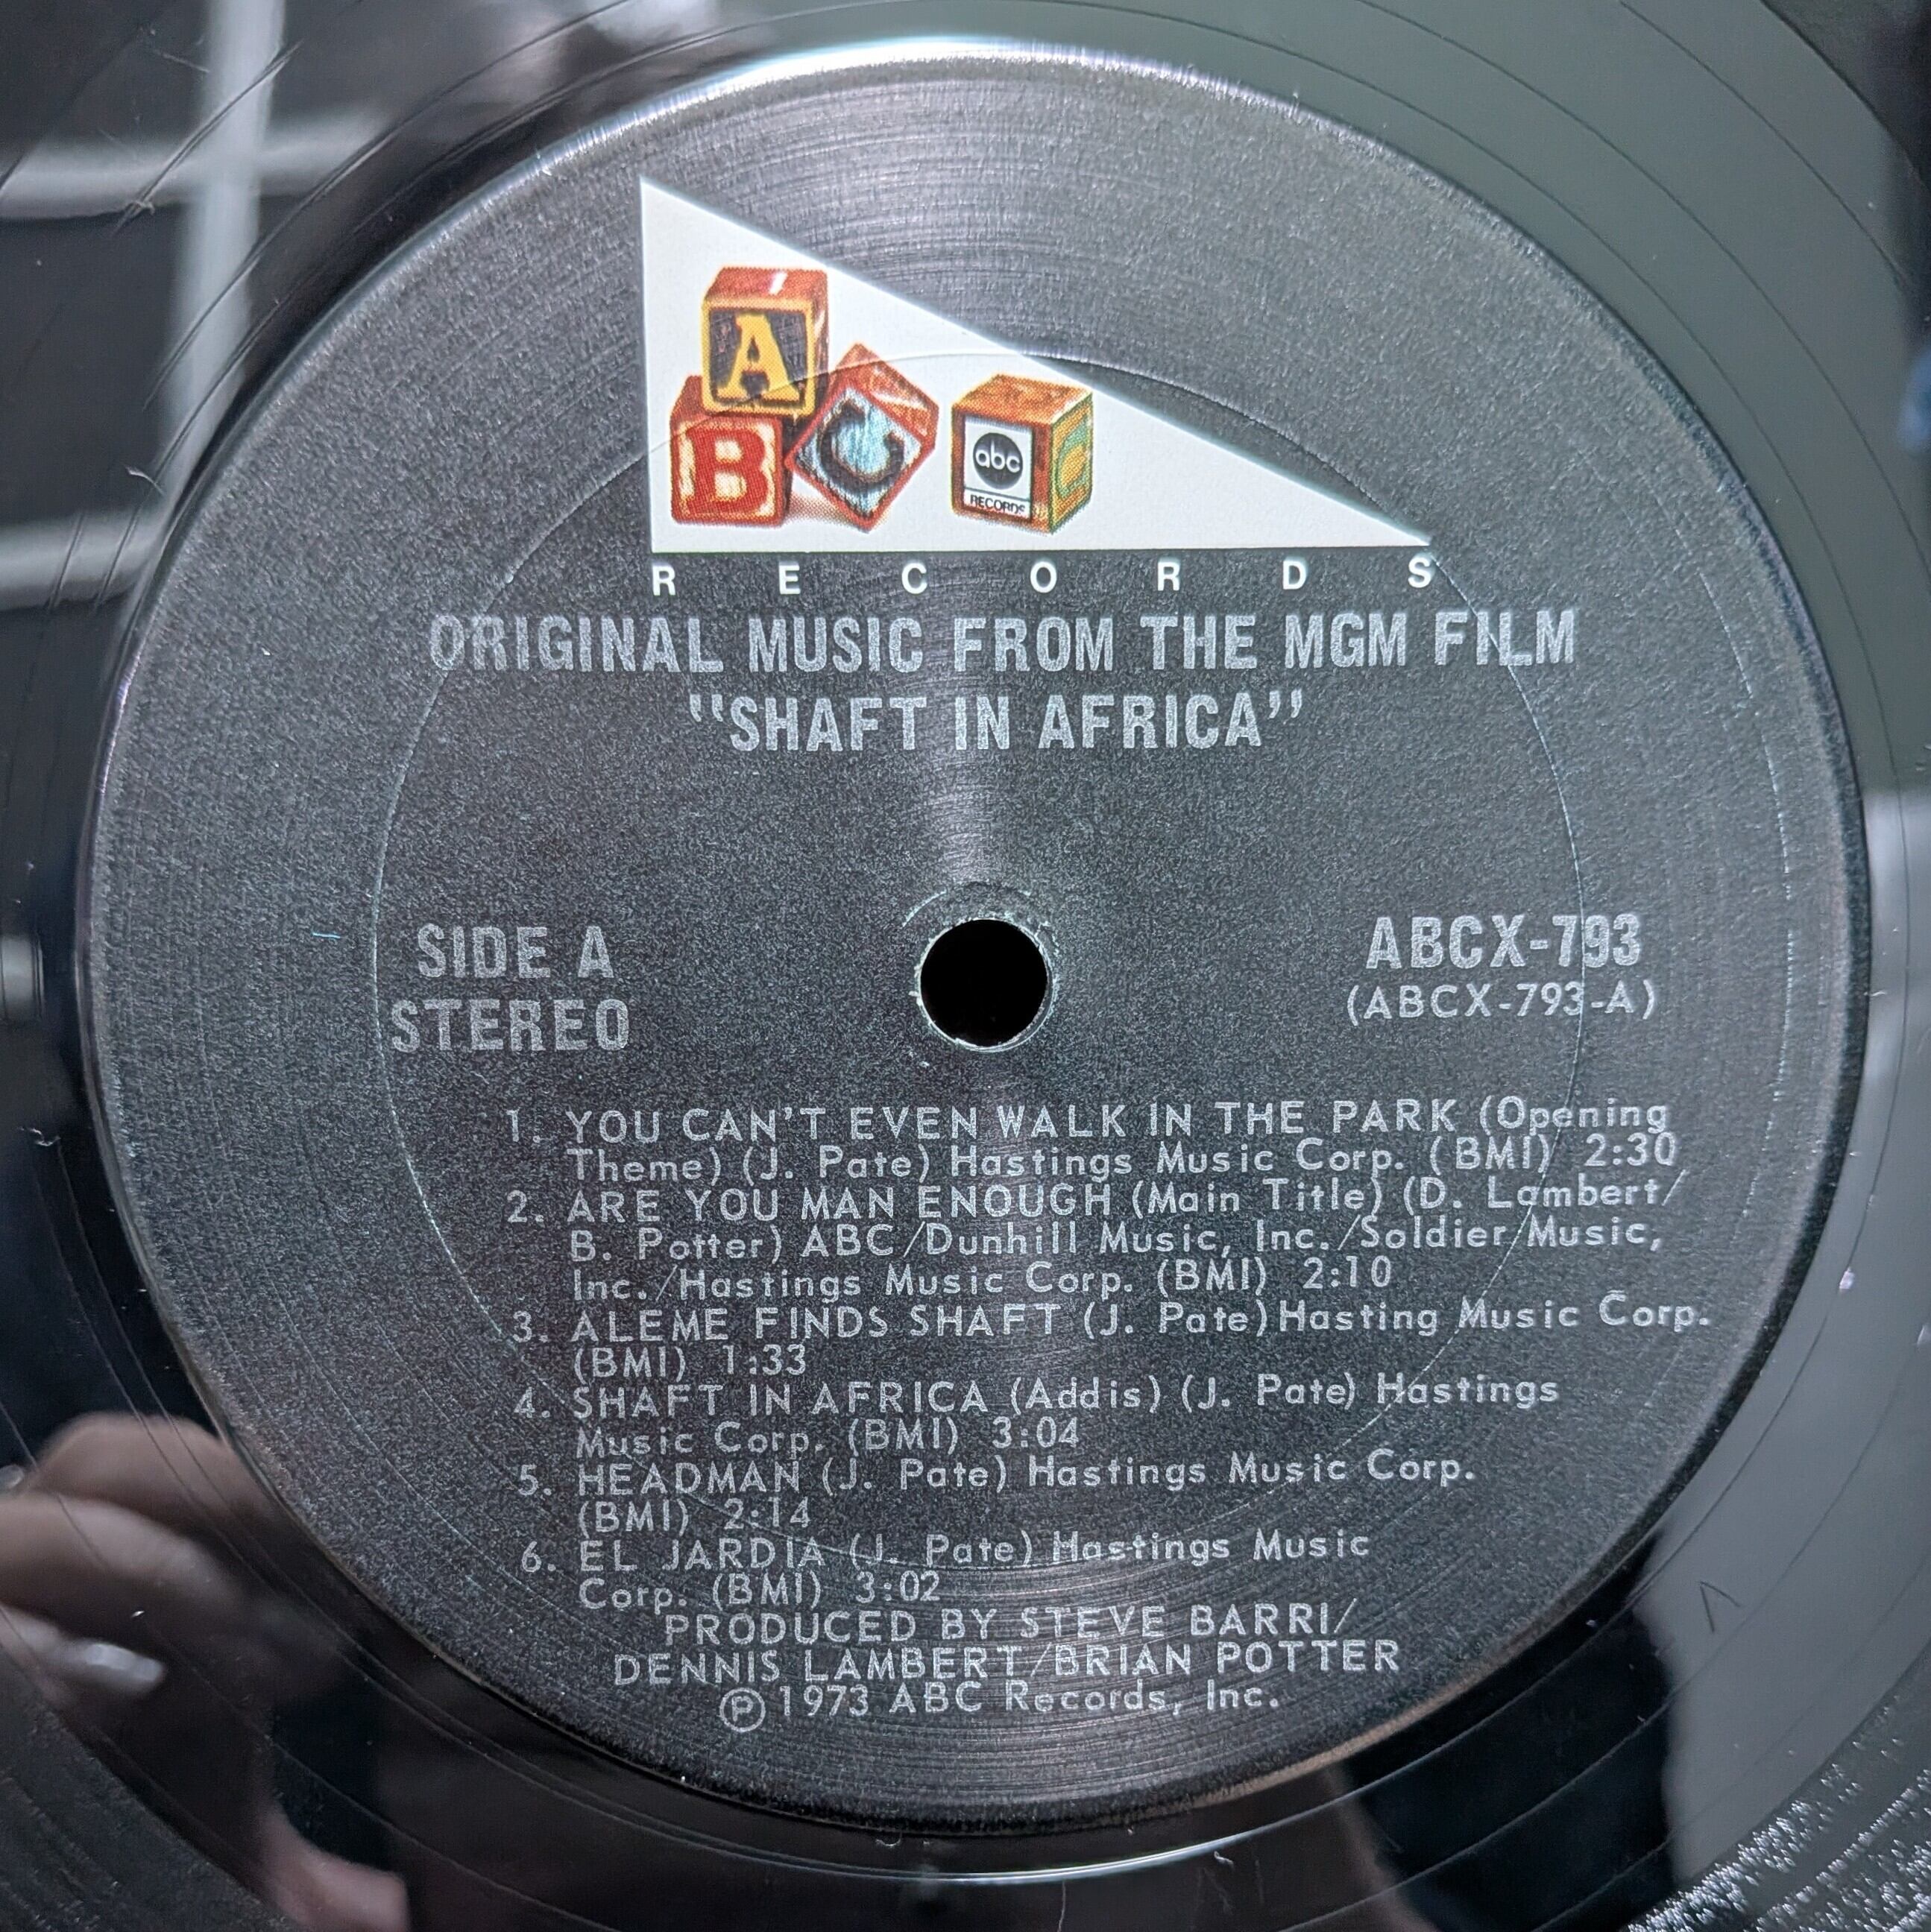 A
B
C
abc
RECORDS
C
RECORDS
ORIGINAL MUSIC FROM THE MGM FILM
"SHAFT IN AFRICA"
SIDE A
STEREO
ABCX-793
(ABCX-793-A)
1. YOU CAN'T EVEN WALK IN THE PARK (Opening
Theme) (J. Pate) Hastings Music Corp. (BMI) 2:30
2. ARE YOU MAN ENOUGH (Main Title) (D. Lambert/
B. Potter) ABC/Dunhill Music, Inc./Soldier Music,
Inc./Hastings Music Corp. (BMI) 2:10
3. ALEME FINDS SHAFT (J. Pate) Hasting Music Corp.
(BMI) 1:33
4. SHAFT IN AFRICA (Addis) (J. Pate) Hastings
Music Corp. (BMI) 3:04
5. HEADMAN (J. Pate) Hastings Music Corp.
(BMI) 2:14
6. EL JARDIA (J. Pate) Hastings Music
Corp. (BMI) 3:02
PRODUCED BY STEVE BARRI/
DENNIS LAMBERT/BRIAN POTTER
℗ 1973 ABC Records, Inc.